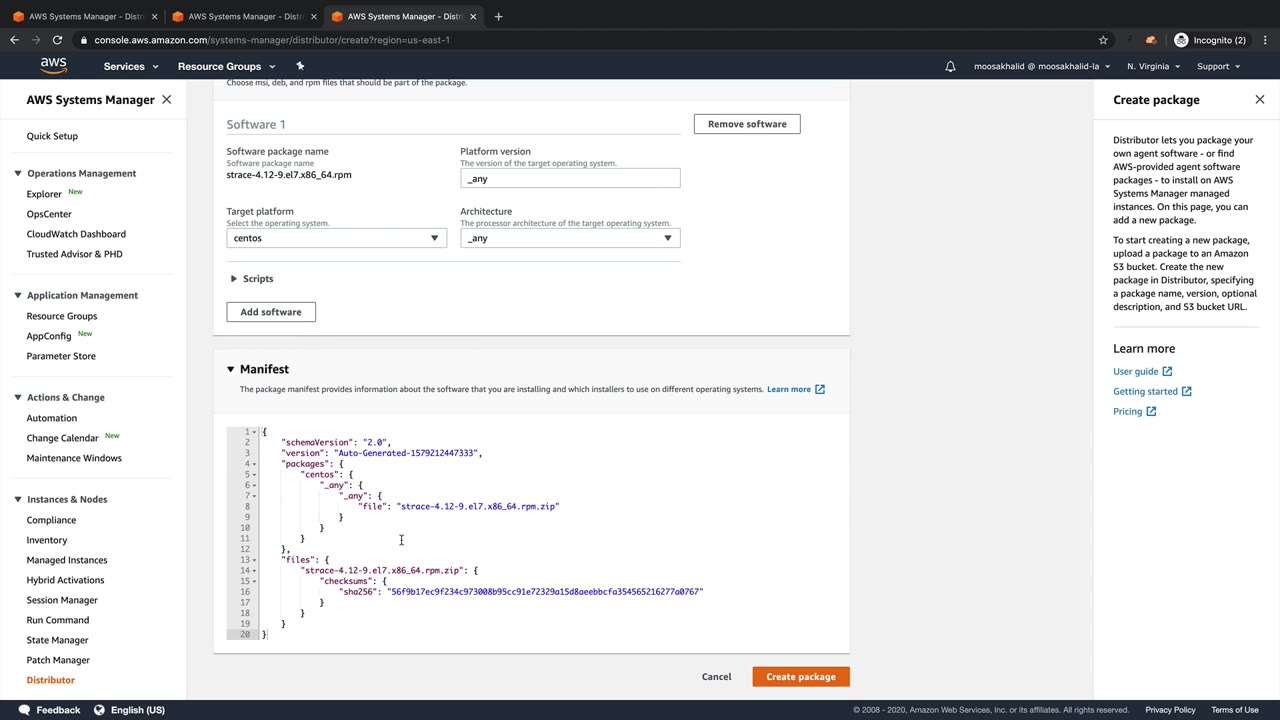 AWS Systems Manager - Distri
AWS Systems Manager - Distri
AWS Systems Manager - Dist
console.aws.amazon.com/systems-manager/distributor/create?region=us-east-1
Incognito (2)
aws
Services
Resource Groups
moosakhalid @ moosakhalid-la
N. Virginia
Support
AWS Systems Manager
Quick Setup
Operations Management
Explorer New
OpsCenter
CloudWatch Dashboard
Trusted Advisor & PHD
Application Management
Resource Groups
AppConfig New
Parameter Store
Actions & Change
Automation
Change Calendar New
Maintenance Windows
Instances & Nodes
Compliance
Inventory
Managed Instances
Hybrid Activations
Session Manager
Run Command
State Manager
Patch Manager
Distributor
Choose msi, deb, and rpm files that should be part of the package.
Software 1
Remove software
Software package name
Software package name
strace-4.12-9.el7.x86_64.rpm
Platform version
The version of the target operating system.
_any
Target platform
Select the operating system.
centos
Architecture
The processor architecture of the target operating system.
_any
Scripts
Add software
Manifest
The package manifest provides information about the software that you are installing and which installers to use on different operating systems. Learn more
1 {
2 "schemaVersion": "2.0",
3 "version": "Auto-Generated-1579212447333",
4 "packages": {
5 "centos": {
6 "_any": {
7 "_any": {
8 "file": "strace-4.12-9.el7.x86_64.rpm.zip"
9 }
10 }
11 }
12 },
13 "files": {
14 "strace-4.12-9.el7.x86_64.rpm.zip": {
15 "checksums": {
16 "sha256": "56f9b17ec9f234c973008b95cc91e72329a15d8aeebbcfa354565216277a0767"
17 }
18 }
19 }
20 }
Cancel
Create package
Create package
Distributor lets you package your
own agent software - or find
AWS-provided agent software
packages - to install on AWS
Systems Manager managed
instances. On this page, you can
add a new package.
To start creating a new package,
upload a package to an Amazon
S3 bucket. Create the new
package in Distributor, specifying
a package name, version, optional
description, and S3 bucket URL.
Learn more
User guide
Getting started
Pricing
Feedback
English (US)
© 2008 - 2020, Amazon Web Services, Inc. or its affiliates. All rights reserved.
Privacy Policy
Terms of Use